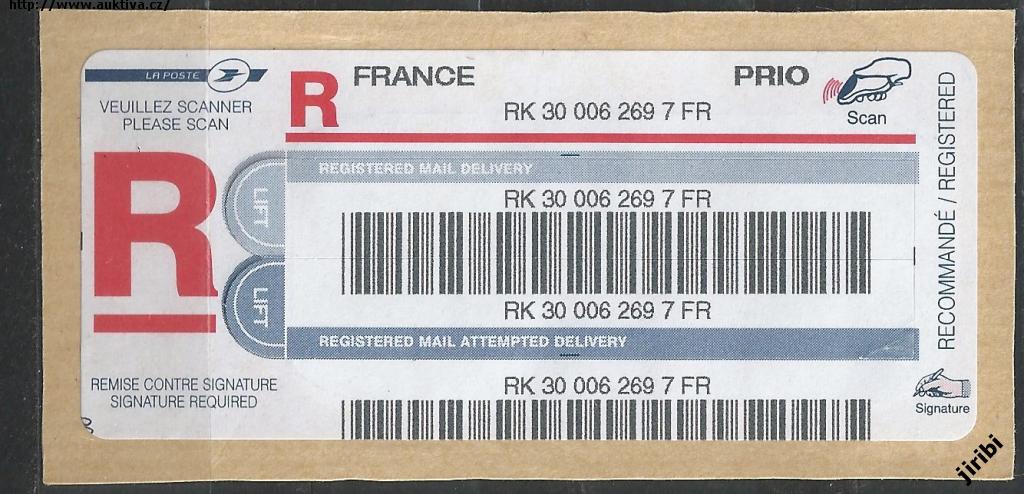 http://www.auktiva.cz/
LA POSTE
VEUILLEZ SCANNER
PLEASE SCAN
R
R FRANCE
PRIO
RK 30 006 269 7 FR
Scan
REGISTERED MAIL DELIVERY
LIFT
RK 30 006 269 7 FR
RK 30 006 269 7 FR
LIFT
REGISTERED MAIL ATTEMPTED DELIVERY
RK 30 006 269 7 FR
REMISE CONTRE SIGNATURE
SIGNATURE REQUIRED
RECOMMANDÉ / REGISTERED
Signature
jiribi